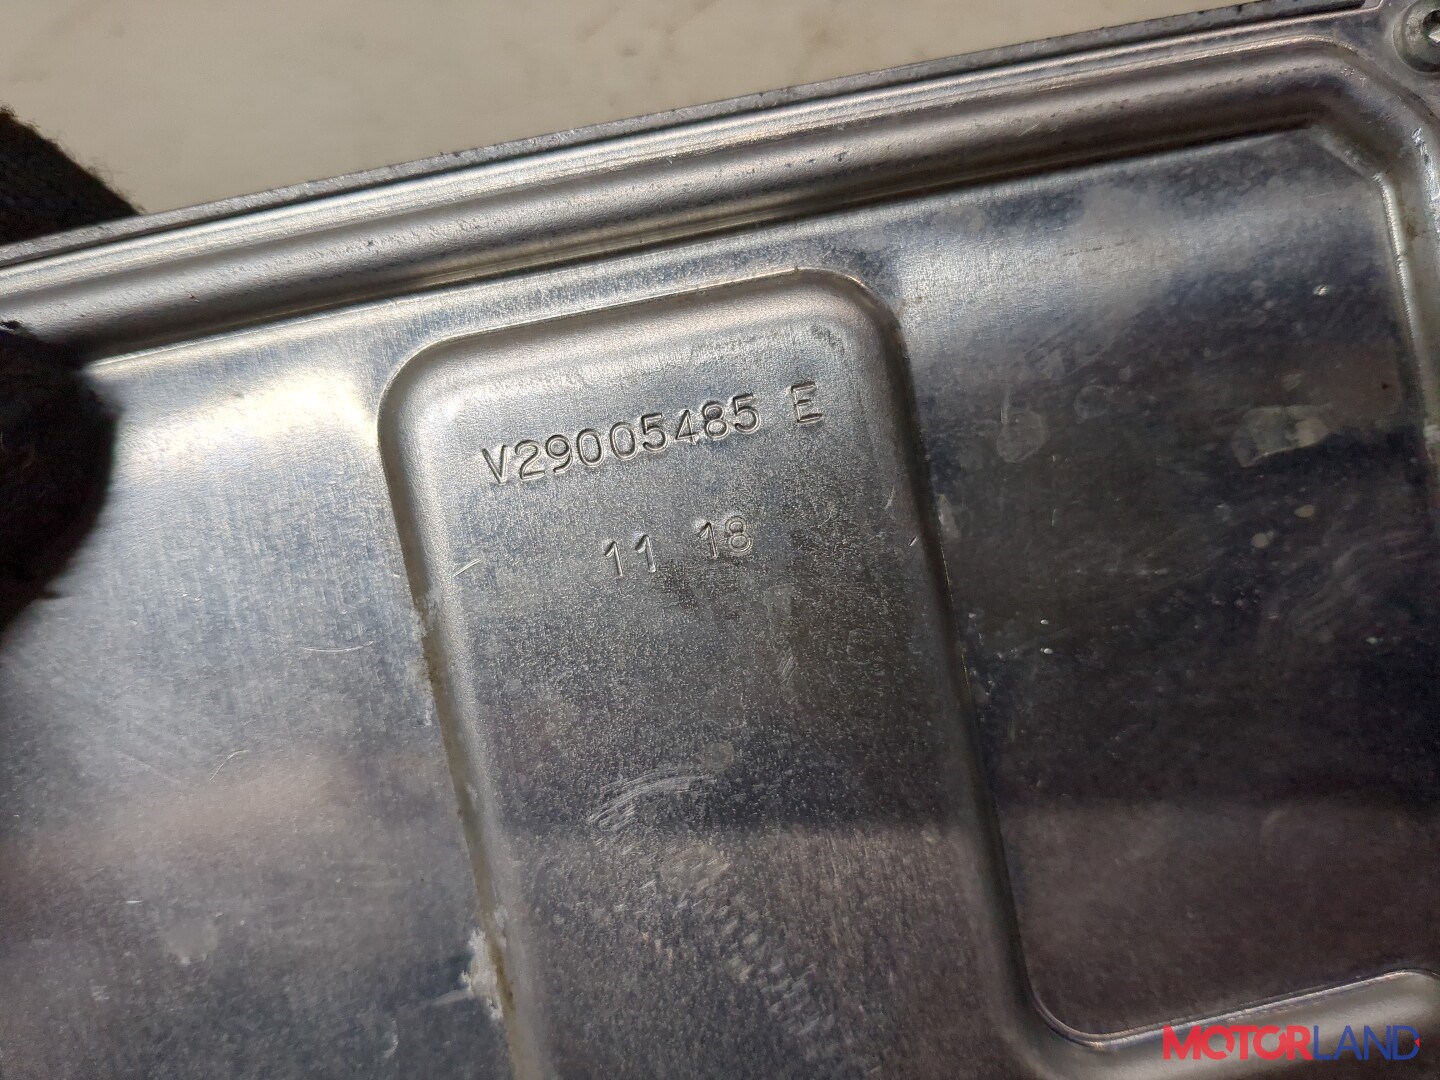 V29005485 E
11 18
MOTORLAND